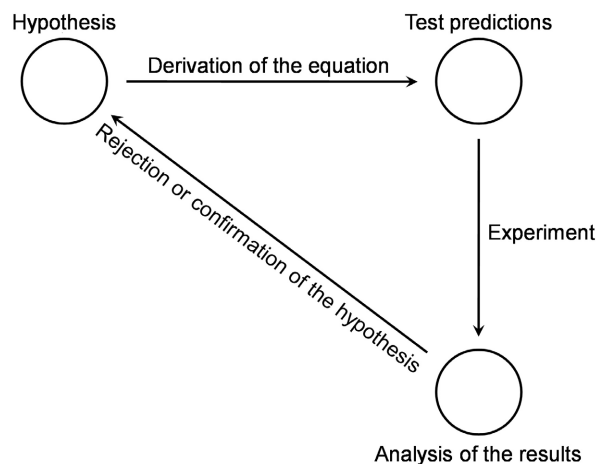 Hypothesis
Test predictions
Derivation of the equation
Rejection or confirmation of the hypothesis
Experiment
Analysis of the results